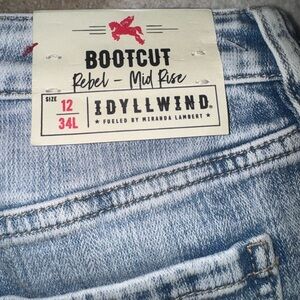 BOOTCUT
Rebel - Mid Rise
SIZE 12 34L
IDYLLWIND®
★ FUELED BY MIRANDA LAMBERT ★